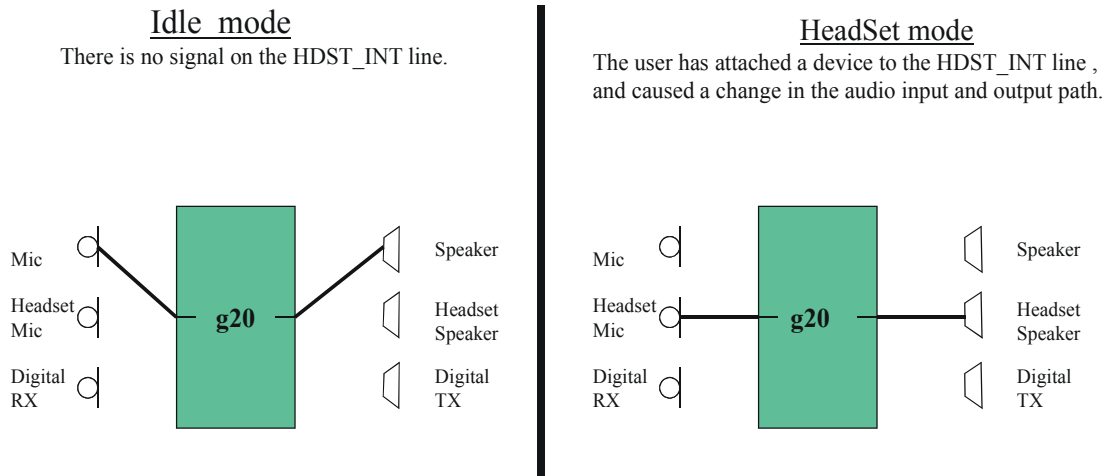 Idle mode
There is no signal on the HDST_INT line.
Mic
Headset
Mic
Digital
RX
g20
Speaker
Headset
Speaker
Digital
TX
HeadSet mode
The user has attached a device to the HDST_INT line ,
and caused a change in the audio input and output path.
Mic
Headset
Mic
Digital
RX
g20
Speaker
Headset
Speaker
Digital
TX